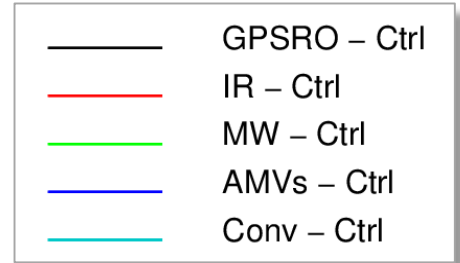 GPSRO – Ctrl
IR – Ctrl
MW – Ctrl
AMVs – Ctrl
Conv – Ctrl